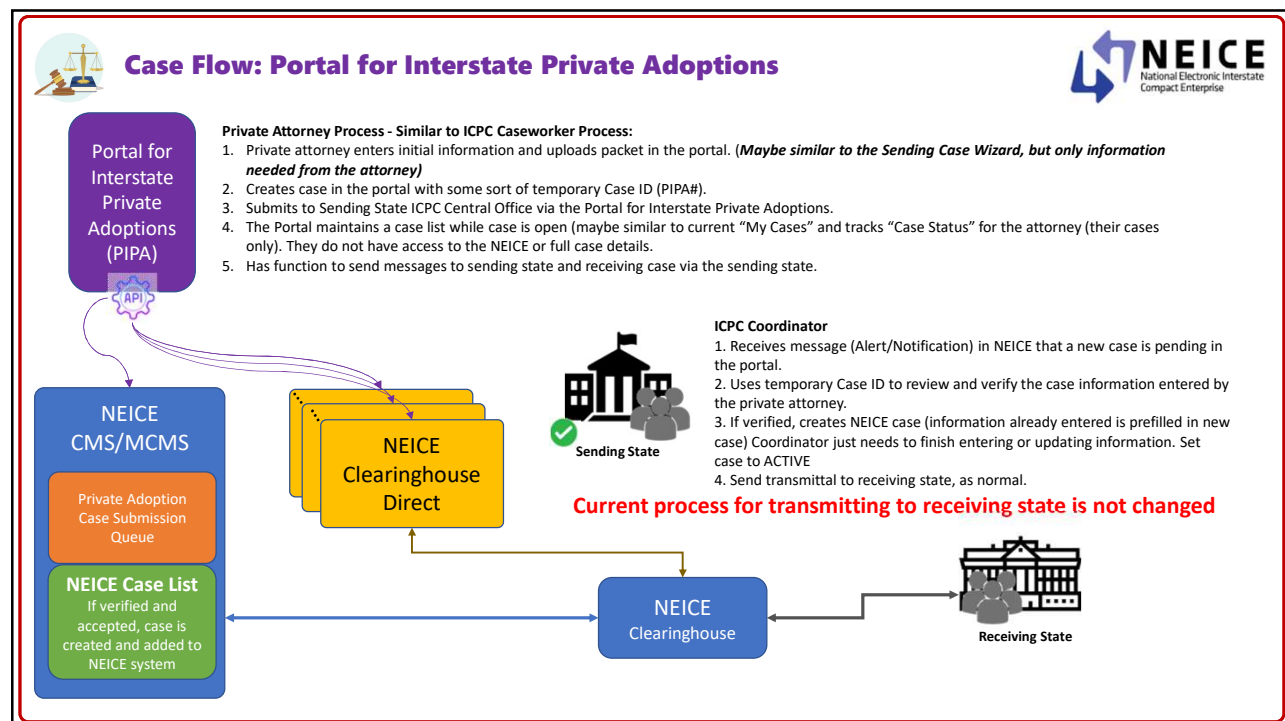 Case Flow: Portal for Interstate Private Adoptions
NEICE
National Electronic Interstate
Compact Enterprise
Portal for
Interstate
Private
Adoptions
(PIPA)
API
Private Attorney Process - Similar to ICPC Caseworker Process:
1. Private attorney enters initial information and uploads packet in the portal. (Maybe similar to the Sending Case Wizard, but only information
needed from the attorney)
2. Creates case in the portal with some sort of temporary Case ID (PIPA#).
3. Submits to Sending State ICPC Central Office via the Portal for Interstate Private Adoptions.
4. The Portal maintains a case list while case is open (maybe similar to current “My Cases” and tracks “Case Status” for the attorney (their cases
only). They do not have access to the NEICE or full case details.
5. Has function to send messages to sending state and receiving case via the sending state.
NEICE
CMS/MCMS
Private Adoption
Case Submission
Queue
NEICE Case List
If verified and
accepted, case is
created and added to
NEICE system
NEICE
Clearinghouse
Direct
Sending State
ICPC Coordinator
1. Receives message (Alert/Notification) in NEICE that a new case is pending in
the portal.
2. Uses temporary Case ID to review and verify the case information entered by
the private attorney.
3. If verified, creates NEICE case (information already entered is prefilled in new
case) Coordinator just needs to finish entering or updating information. Set
case to ACTIVE
4. Send transmittal to receiving state, as normal.
Current process for transmitting to receiving state is not changed
NEICE
Clearinghouse
Receiving State